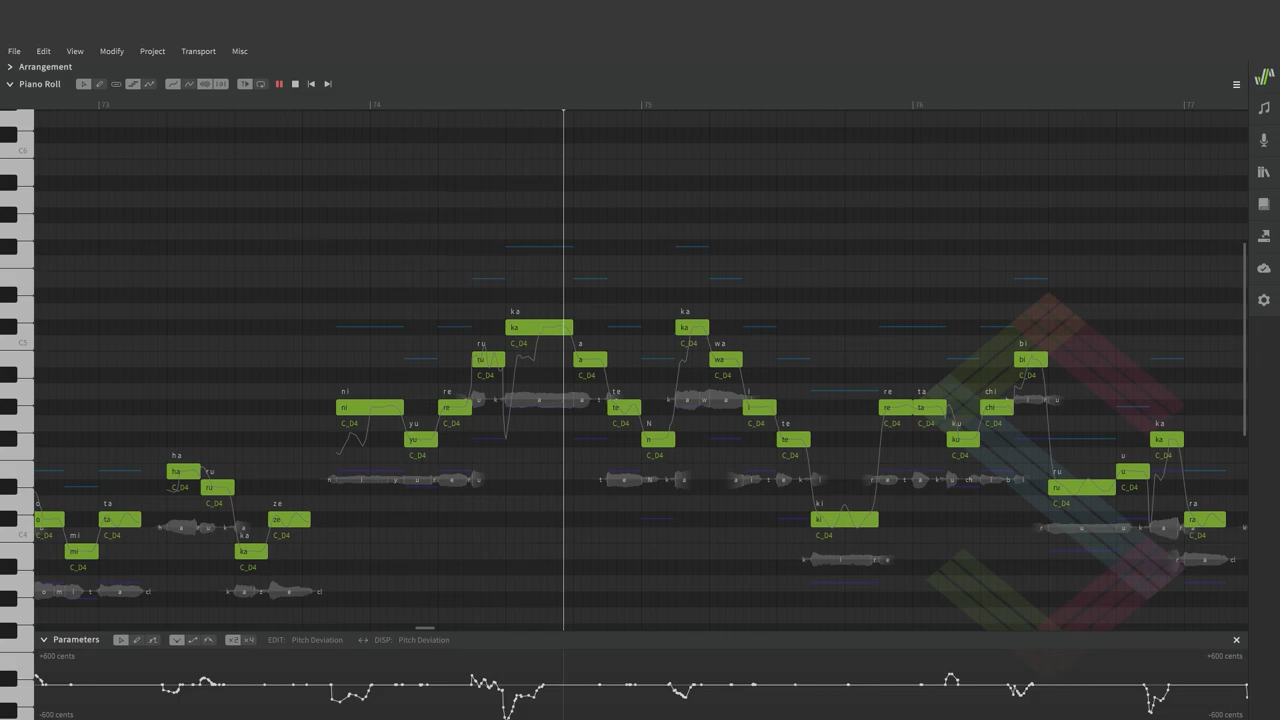 File Edit View Modify Project Transport Misc
Arrangement
Piano Roll
73 74 75 76 77
C6
ka ka
ka ka
ru C_D4 a C_D4 wa bi
C5
ru a wa bi
C_D4 C_D4 C_D4 C_D4
ni re te i re ta chi
ni re te i re ta chi
C_D4 yu C_D4 C_D4 N C_D4 te C_D4 C_D4 ku C_D4 ka
yu n te ku ka
ha C_D4 C_D4 C_D4 C_D4 u C_D4
ha ru ru u
C_D4 ru ru C_D4
o ta C_D4 ze ki C_D4 ra
o ta ze ki ra
C_D4 mi C_D4 ka C_D4 C_D4 C_D4
C4
mi ka
C_D4 C_D4
Parameters x2 x4 EDIT: Pitch Deviation DISP: Pitch Deviation
+600 cents +600 cents
-600 cents -600 cents